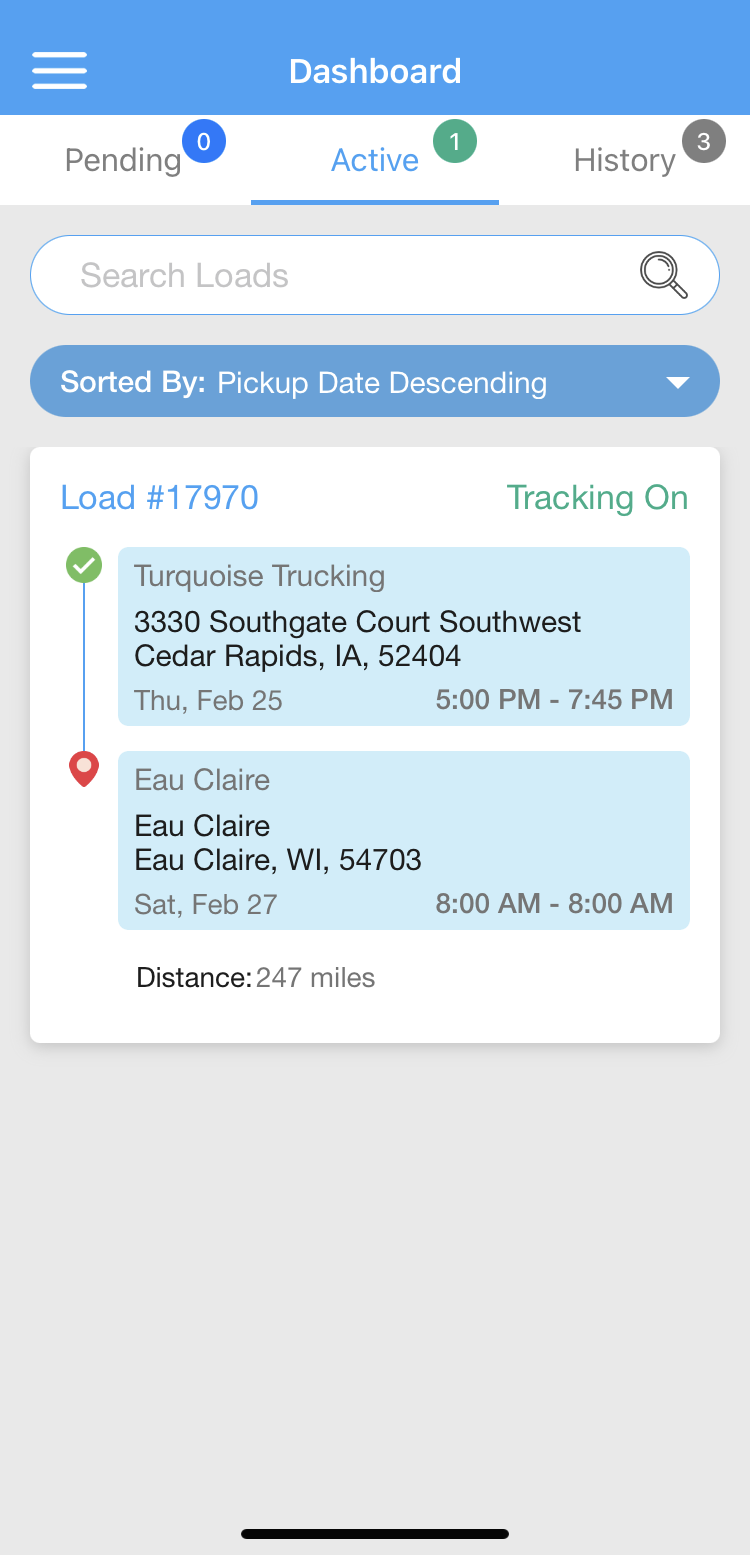 Dashboard
Pending 0
Active 1
History 3
Search Loads
Sorted By: Pickup Date Descending
Load #17970 Tracking On
Turquoise Trucking
3330 Southgate Court Southwest
Cedar Rapids, IA, 52404
Thu, Feb 25 5:00 PM - 7:45 PM
Eau Claire
Eau Claire
Eau Claire, WI, 54703
Sat, Feb 27 8:00 AM - 8:00 AM
Distance: 247 miles